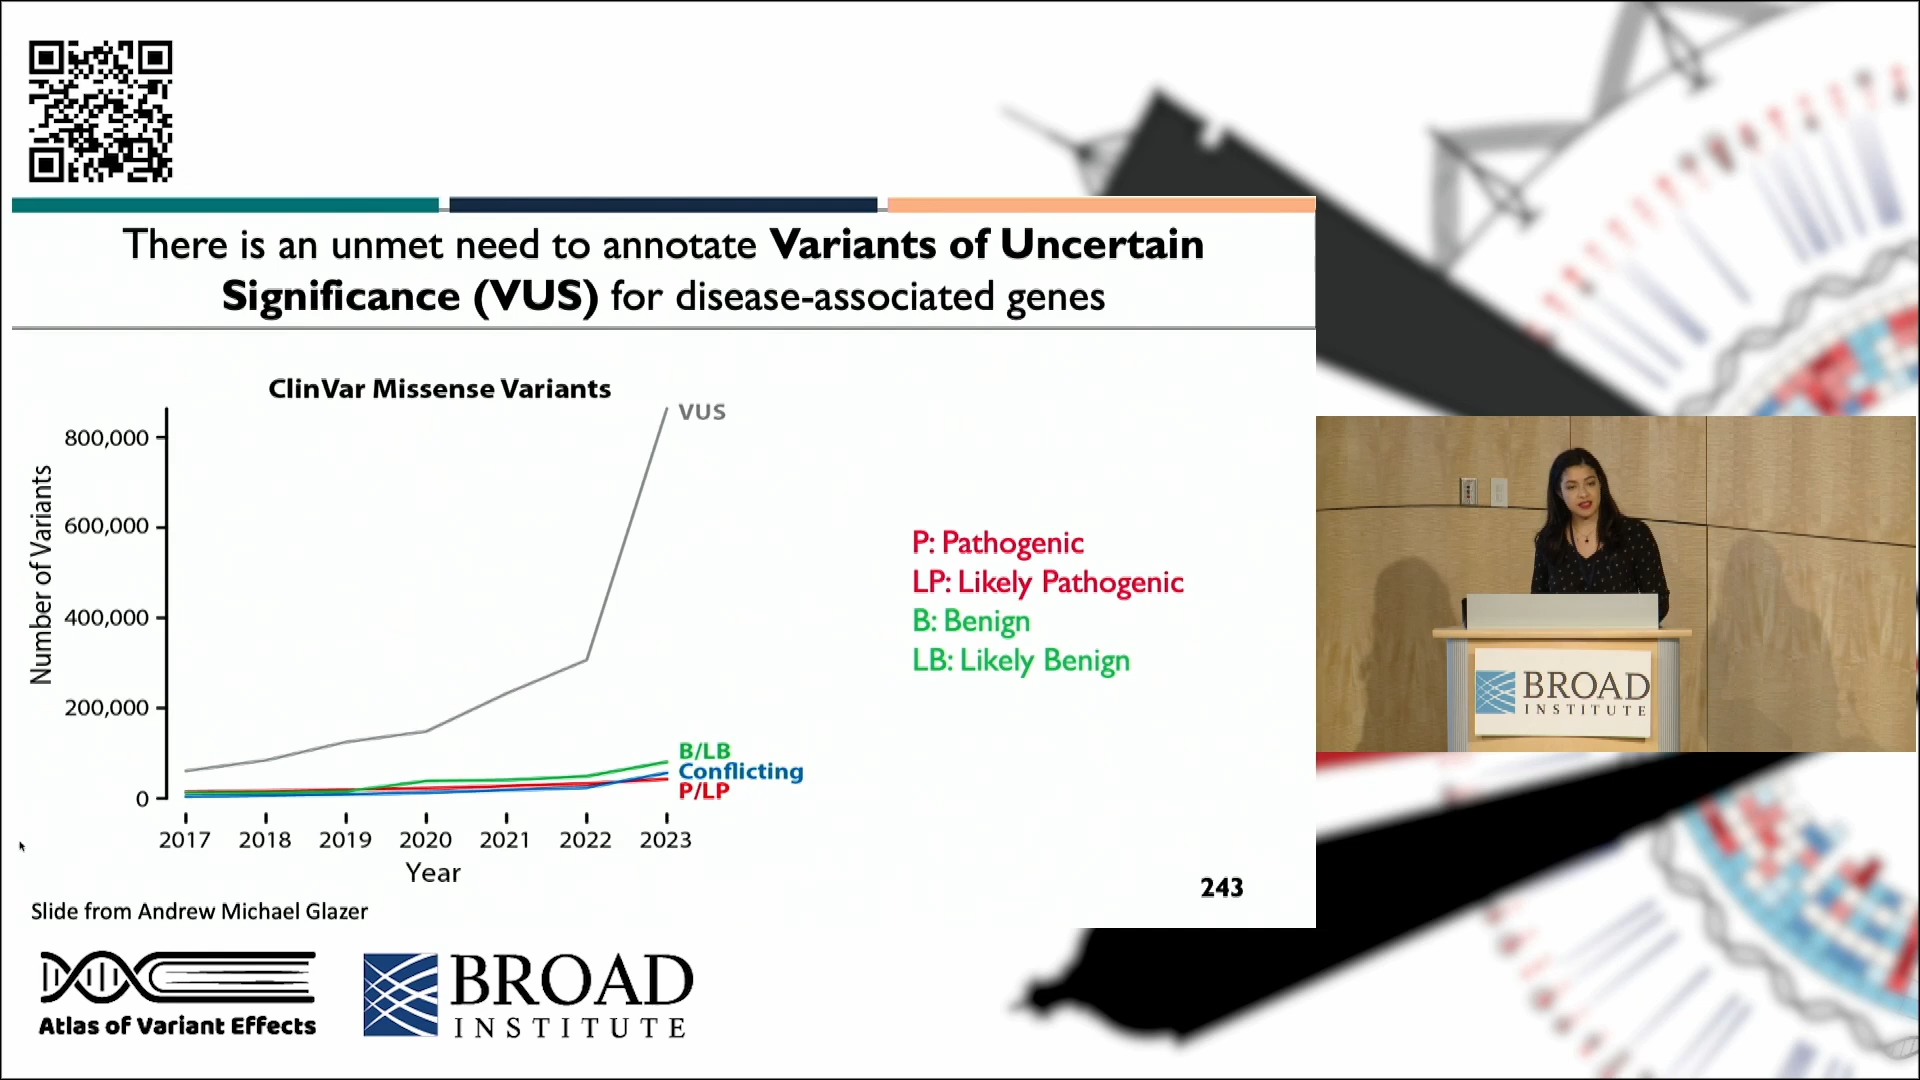 There is an unmet need to annotate Variants of Uncertain
Significance (VUS) for disease-associated genes
ClinVar Missense Variants
VUS
800,000
600,000
400,000
200,000
0
Number of Variants
B/LB
Conflicting
P/LP
2017 2018 2019 2020 2021 2022 2023
Year
P: Pathogenic
LP: Likely Pathogenic
B: Benign
LB: Likely Benign
243
Slide from Andrew Michael Glazer
Atlas of Variant Effects
BROAD
INSTITUTE
BROAD
INSTITUTE